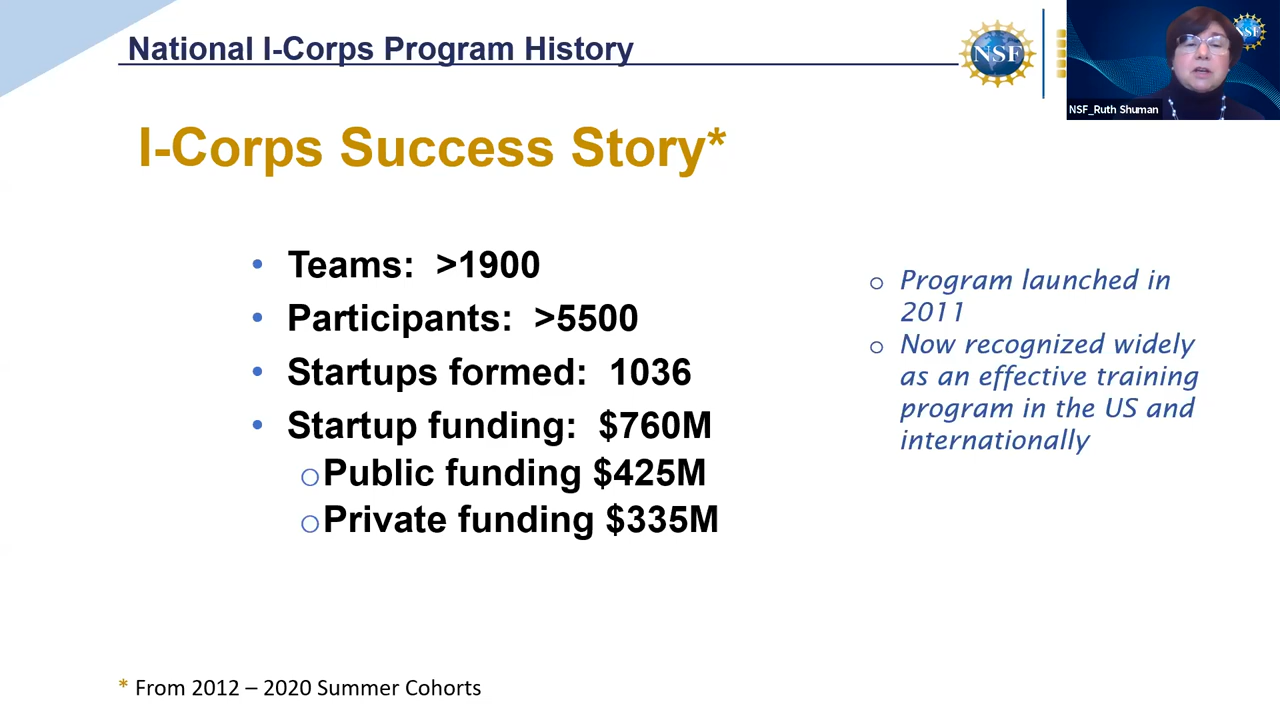 National I-Corps Program History
NSF
NSF
NSF_Ruth Shuman
I-Corps Success Story*
• Teams: >1900
• Participants: >5500
• Startups formed: 1036
• Startup funding: $760M
o Public funding $425M
o Private funding $335M
o Program launched in
2011
o Now recognized widely
as an effective training
program in the US and
internationally
* From 2012 – 2020 Summer Cohorts